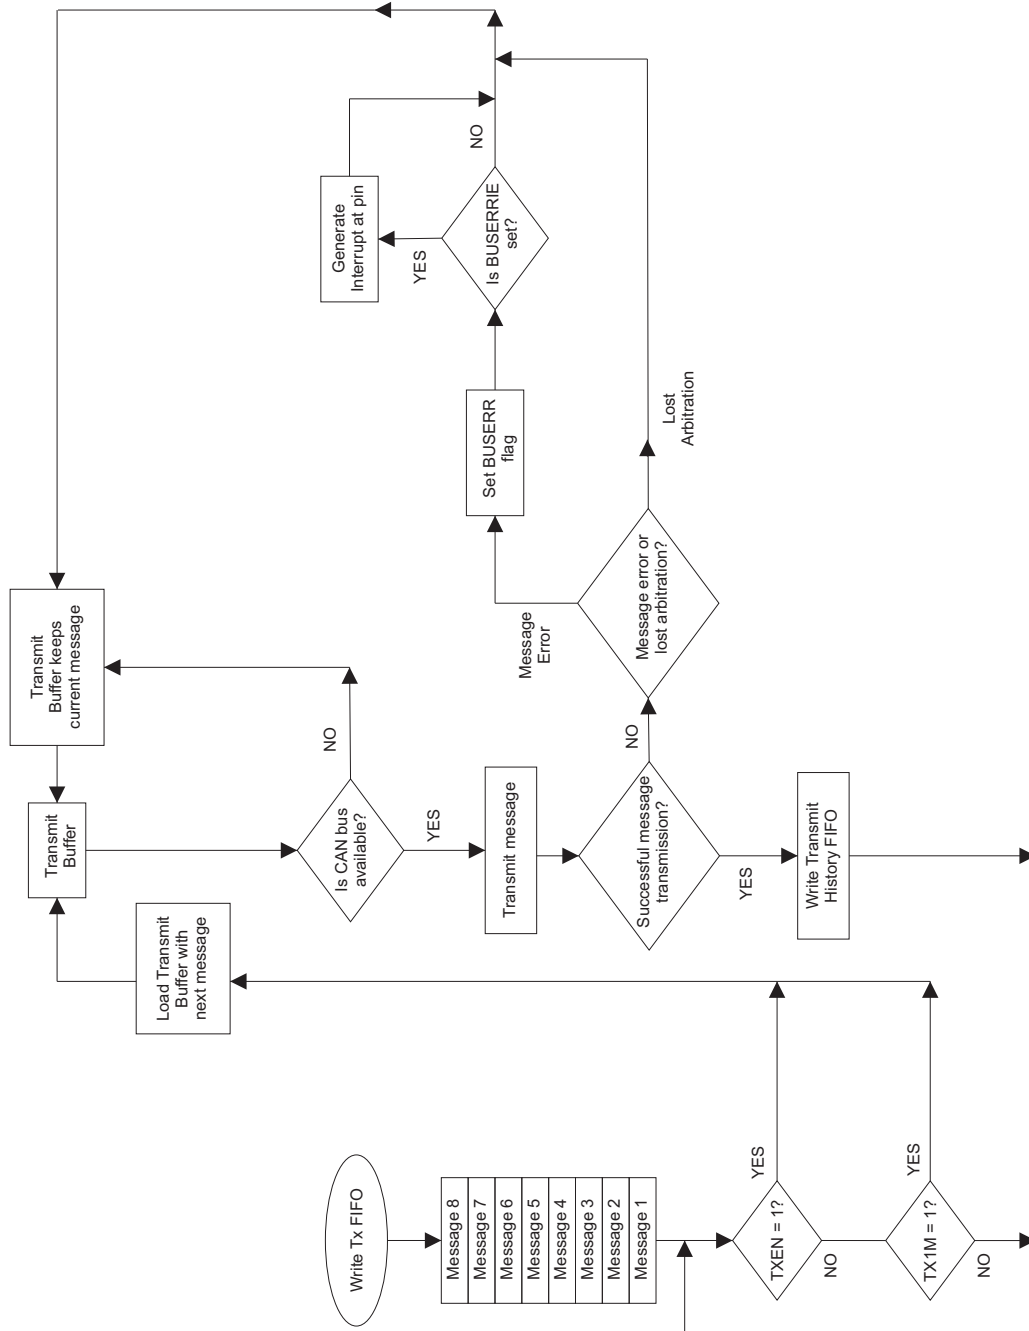 Write Tx FIFO
Message 8
Message 7
Message 6
Message 5
Message 4
Message 3
Message 2
Message 1
TXEN = 1?
YES
NO
TX1M = 1?
YES
NO
Load Transmit
Buffer with
next message
Transmit
Buffer
Transmit
Buffer keeps
current message
Is CAN bus
available?
NO
YES
Transmit message
Successful message
transmission?
NO
YES
Write Transmit
History FIFO
Message error or
lost arbitration?
Message
Error
Lost
Arbitration
Set BUSERR
flag
Is BUSERRIE
set?
YES
NO
Generate
Interrupt at pin